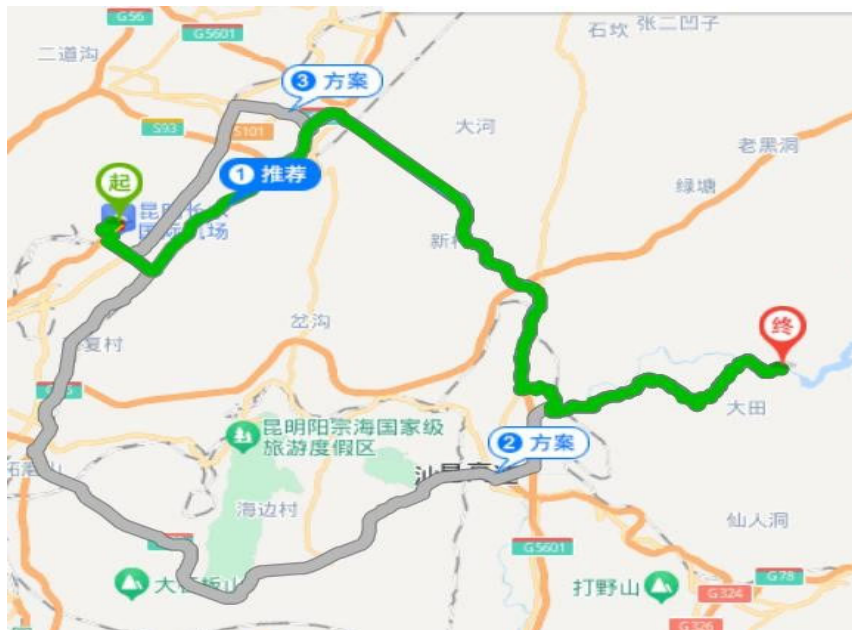 G56
G5601
石坎
张二凹子
二道沟
3 方案
大河
S93
S101
老黑洞
1 推荐
绿塘
起
国际机场
岔沟
终
夏村
大田
昆明阳宗海国家级
旅游度假区
2 方案
海边村
仙人洞
G5601
打野山
G78
G324
G326